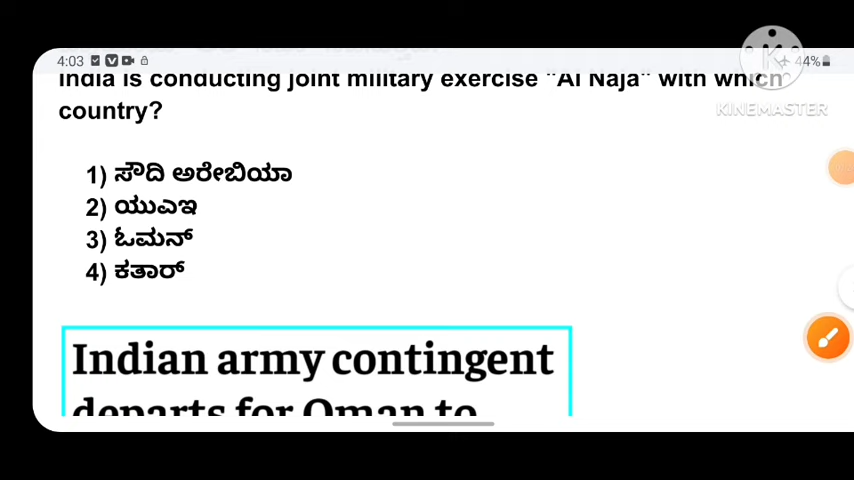 4:03
44%
India is conducting joint military exercise "Al Naja" with which
country?
KINEMASTER
1) ಸೌದಿ ಅರೇಬಿಯಾ
2) ಯುಎಇ
3) ಓಮನ್
4) ಕತಾರ್
Indian army contingent
departs for Oman to